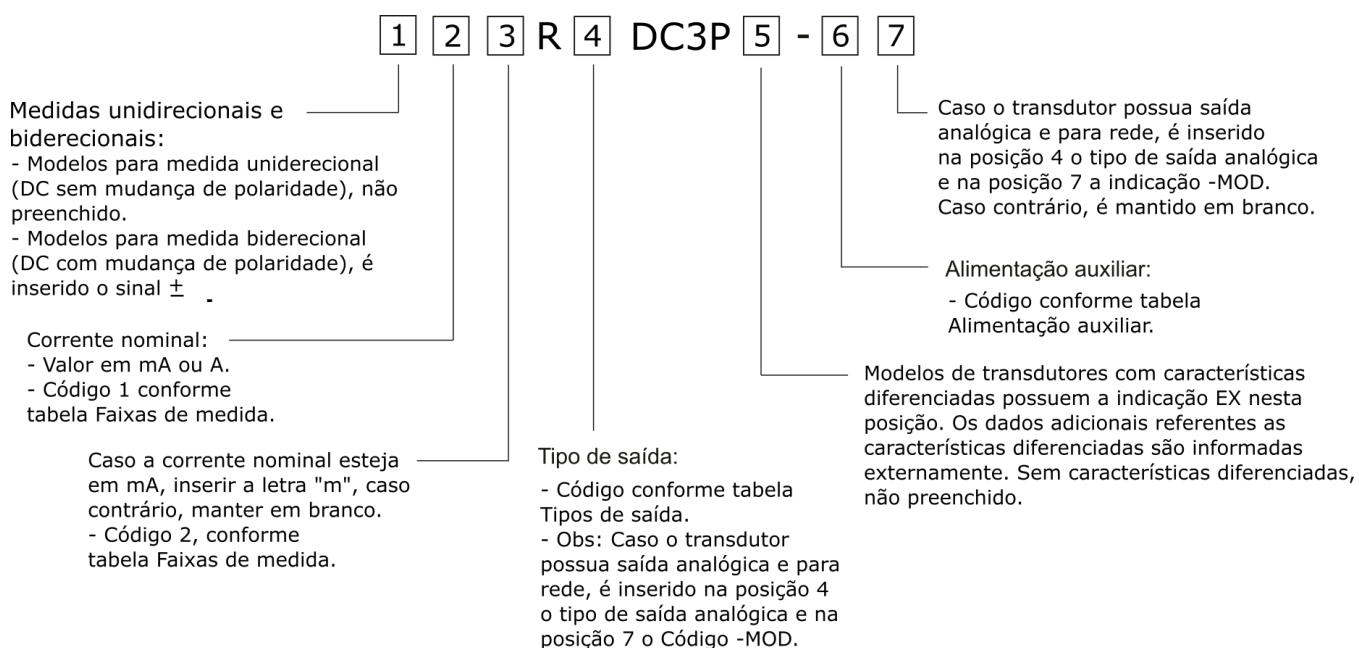 1 2 3 R 4 DC3P 5 - 6 7
Medidas unidirecionais e
biderecionais:
- Modelos para medida uniderecional
(DC sem mudança de polaridade), não
preenchido.
- Modelos para medida biderecional
(DC com mudança de polaridade), é
inserido o sinal ± -
Corrente nominal:
- Valor em mA ou A.
- Código 1 conforme
tabela Faixas de medida.
Caso a corrente nominal esteja
em mA, inserir a letra "m", caso
contrário, manter em branco.
- Código 2, conforme
tabela Faixas de medida.
Tipo de saída:
- Código conforme tabela
Tipos de saída.
- Obs: Caso o transdutor
possua saída analógica e para
rede, é inserido na posição 4
o tipo de saída analógica e na
posição 7 o Código -MOD.
Modelos de transdutores com características
diferenciadas possuem a indicação EX nesta
posição. Os dados adicionais referentes as
características diferenciadas são informadas
externamente. Sem características diferenciadas,
não preenchido.
Alimentação auxiliar:
- Código conforme tabela
Alimentação auxiliar.
Caso o transdutor possua saída
analógica e para rede, é inserido
na posição 4 o tipo de saída analógica
e na posição 7 a indicação -MOD.
Caso contrário, é mantido em branco.